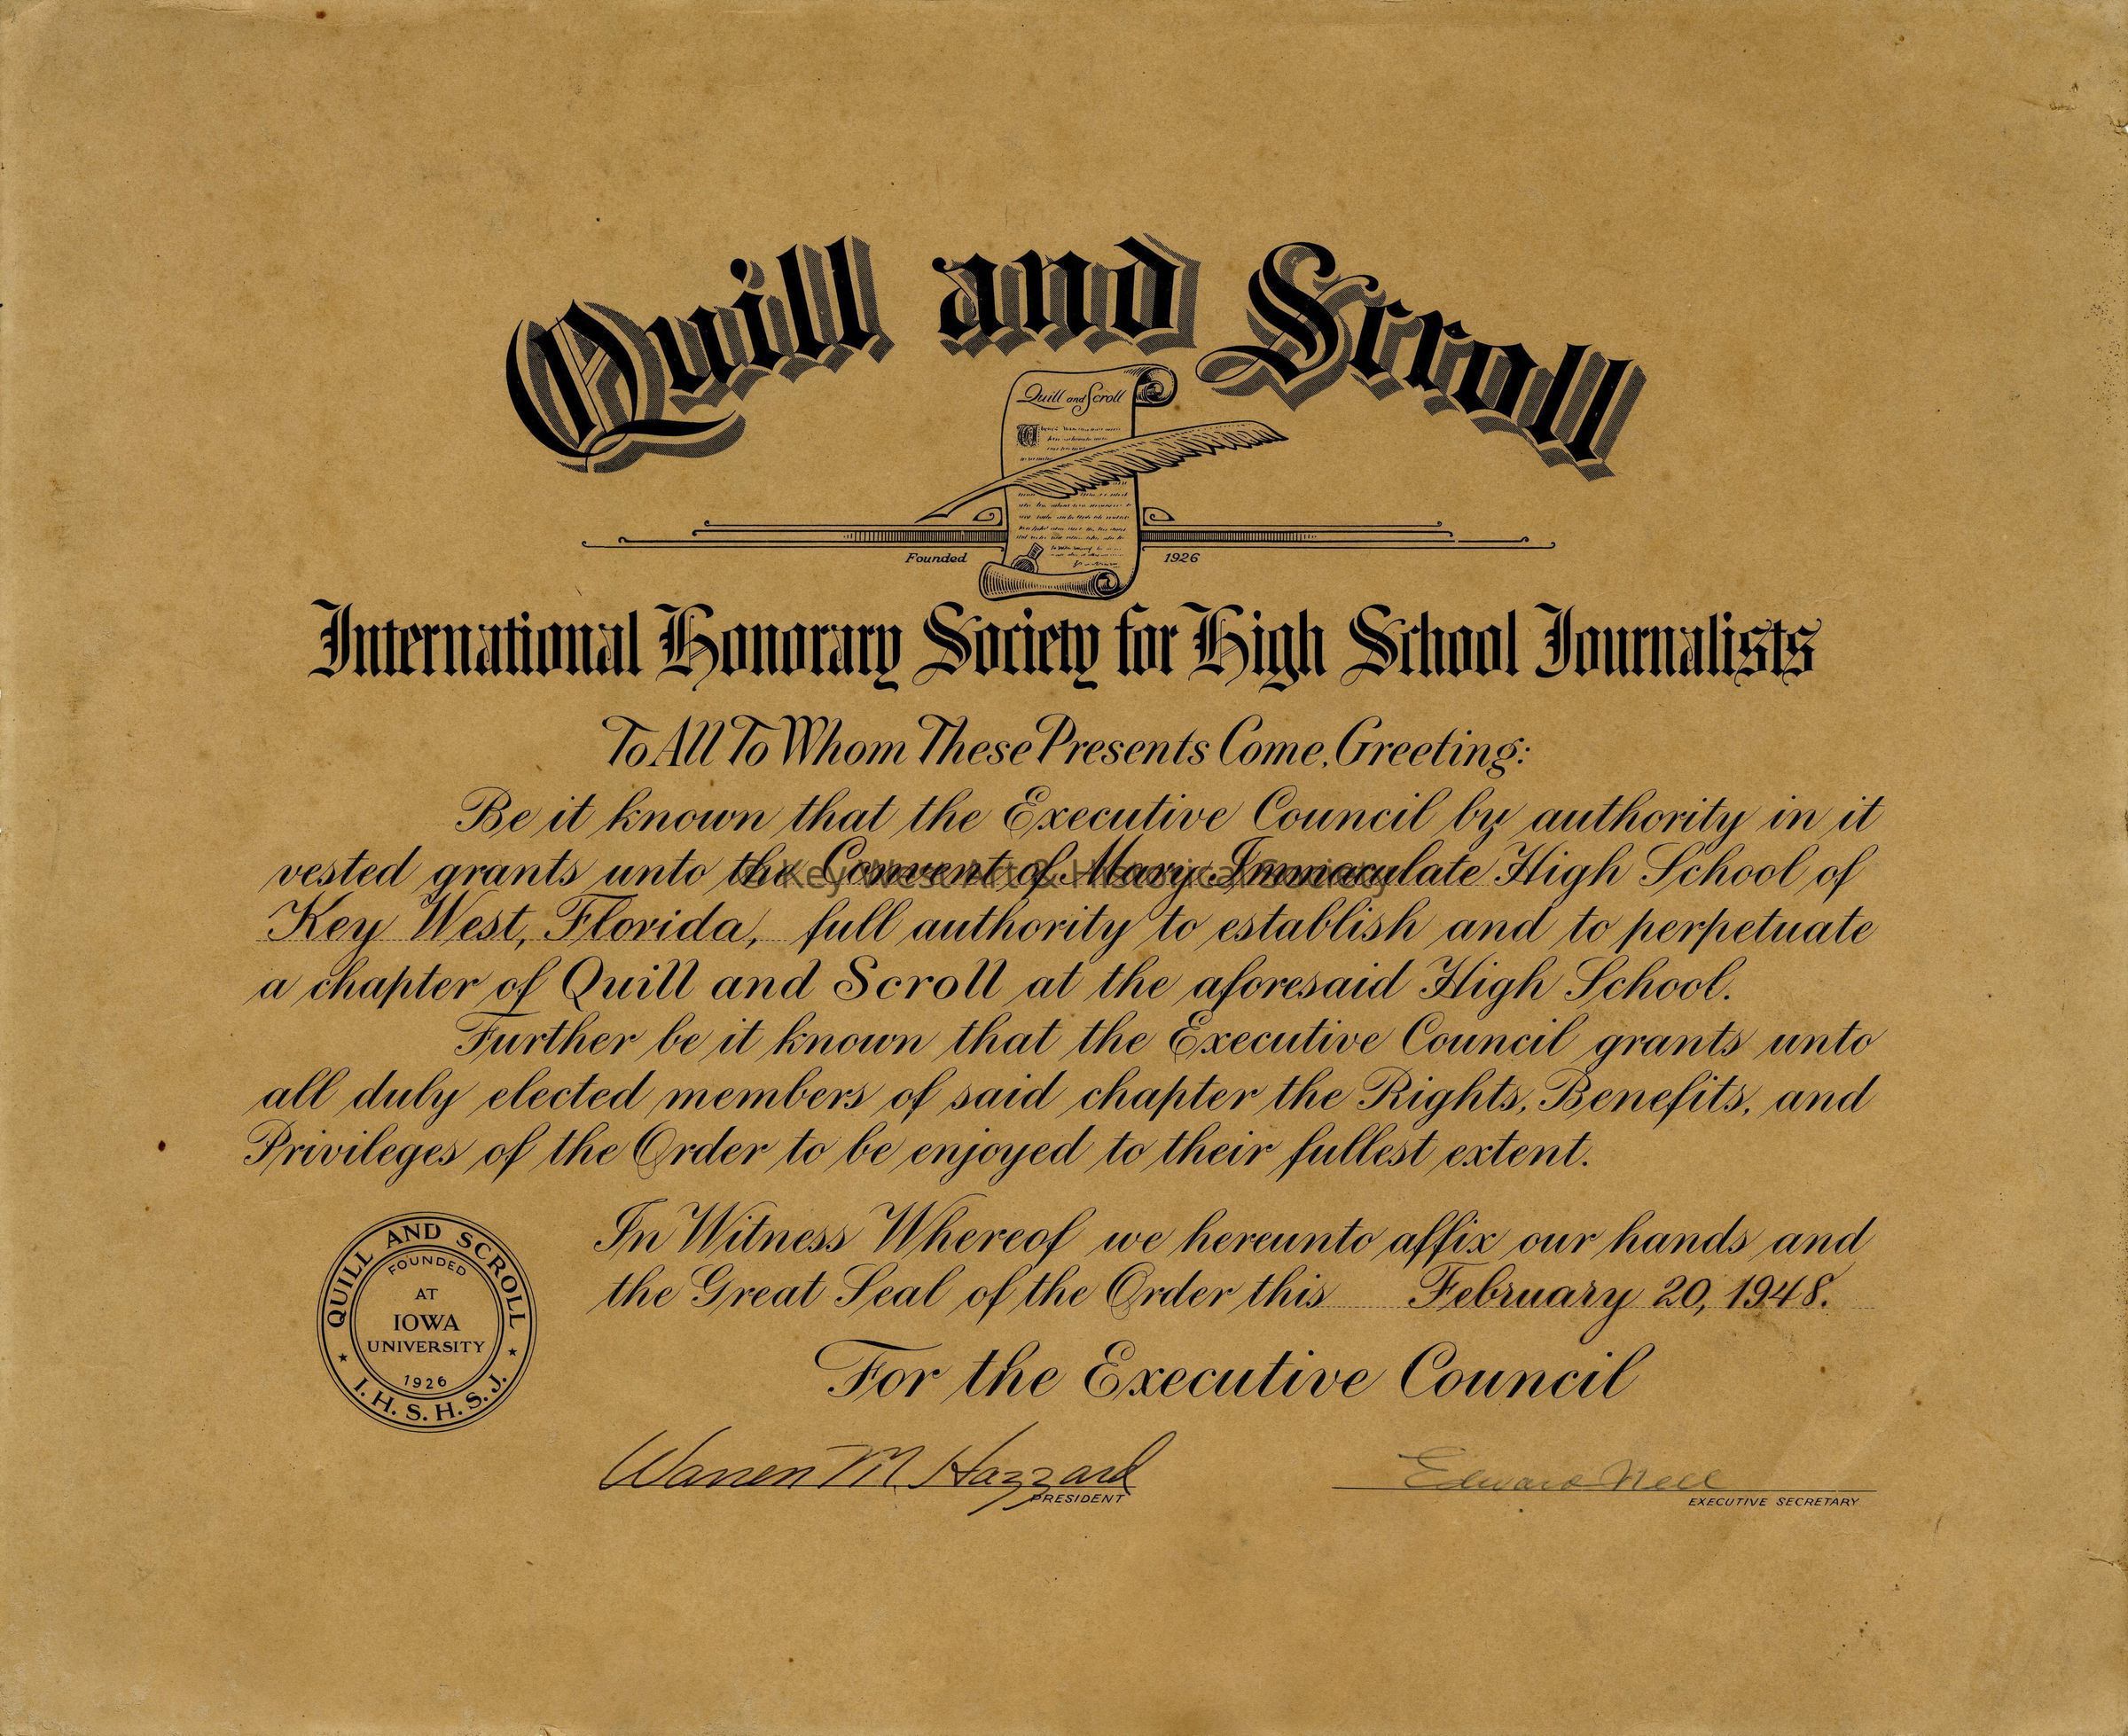 Quill and Scroll
Quill and Scroll
Founded 1926
International Honorary Society for High School Journalists
To All To Whom These Presents Come, Greeting:
Be it known that the Executive Council by authority in it
vested grants unto the Convent of Mary Immaculate High School of
© Key West Art & Historical Society
Key West, Florida, full authority to establish and to perpetuate
a chapter of Quill and Scroll at the aforesaid High School.
Further be it known that the Executive Council grants unto
all duly elected members of said chapter the Rights, Benefits, and
Privileges of the Order to be enjoyed to their fullest extent.
In Witness Whereof we hereunto affix our hands and
the Great Seal of the Order this February 20, 1948.
For the Executive Council
QUILL AND SCROLL
FOUNDED
AT
IOWA
UNIVERSITY
1926
I. H. S. H. S. J.
Warren M Hazzard
PRESIDENT
Edward Nell
EXECUTIVE SECRETARY